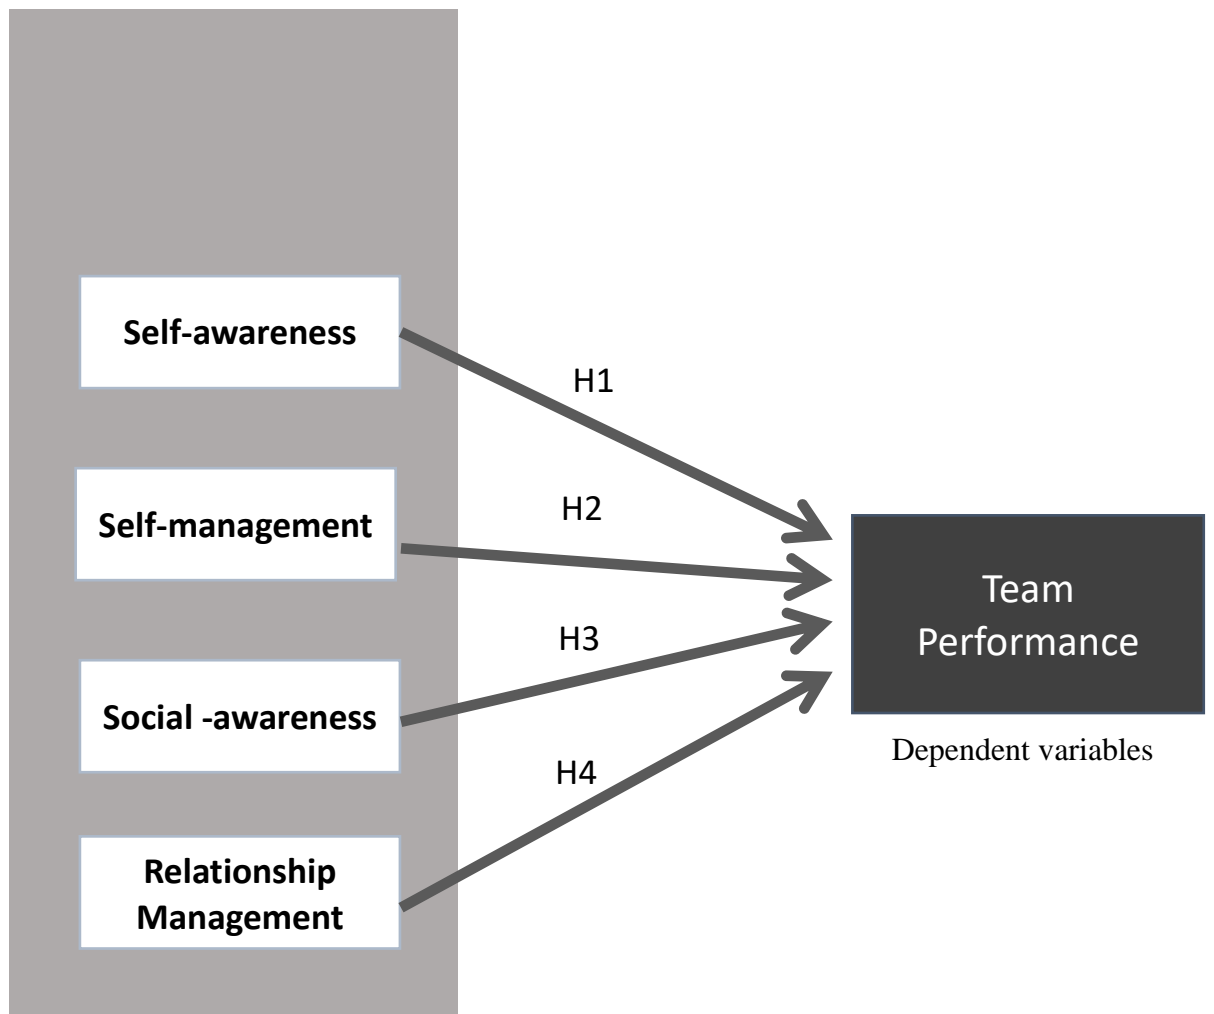 Self-awareness
H1
Self-management
H2
Team
Performance
H3
Social -awareness
Dependent variables
H4
Relationship
Management